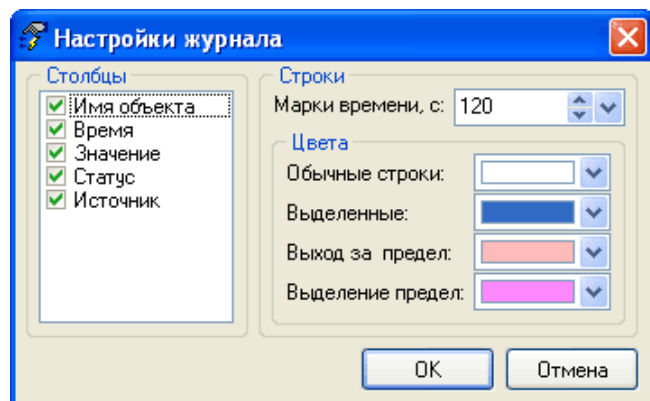 Настройки журнала
Столбцы
Имя объекта
Время
Значение
Статус
Источник
Строки
Марки времени, с: 120
Цвета
Обычные строки:
Выделенные:
Выход за предел:
Выделение предел:
OK
Отмена